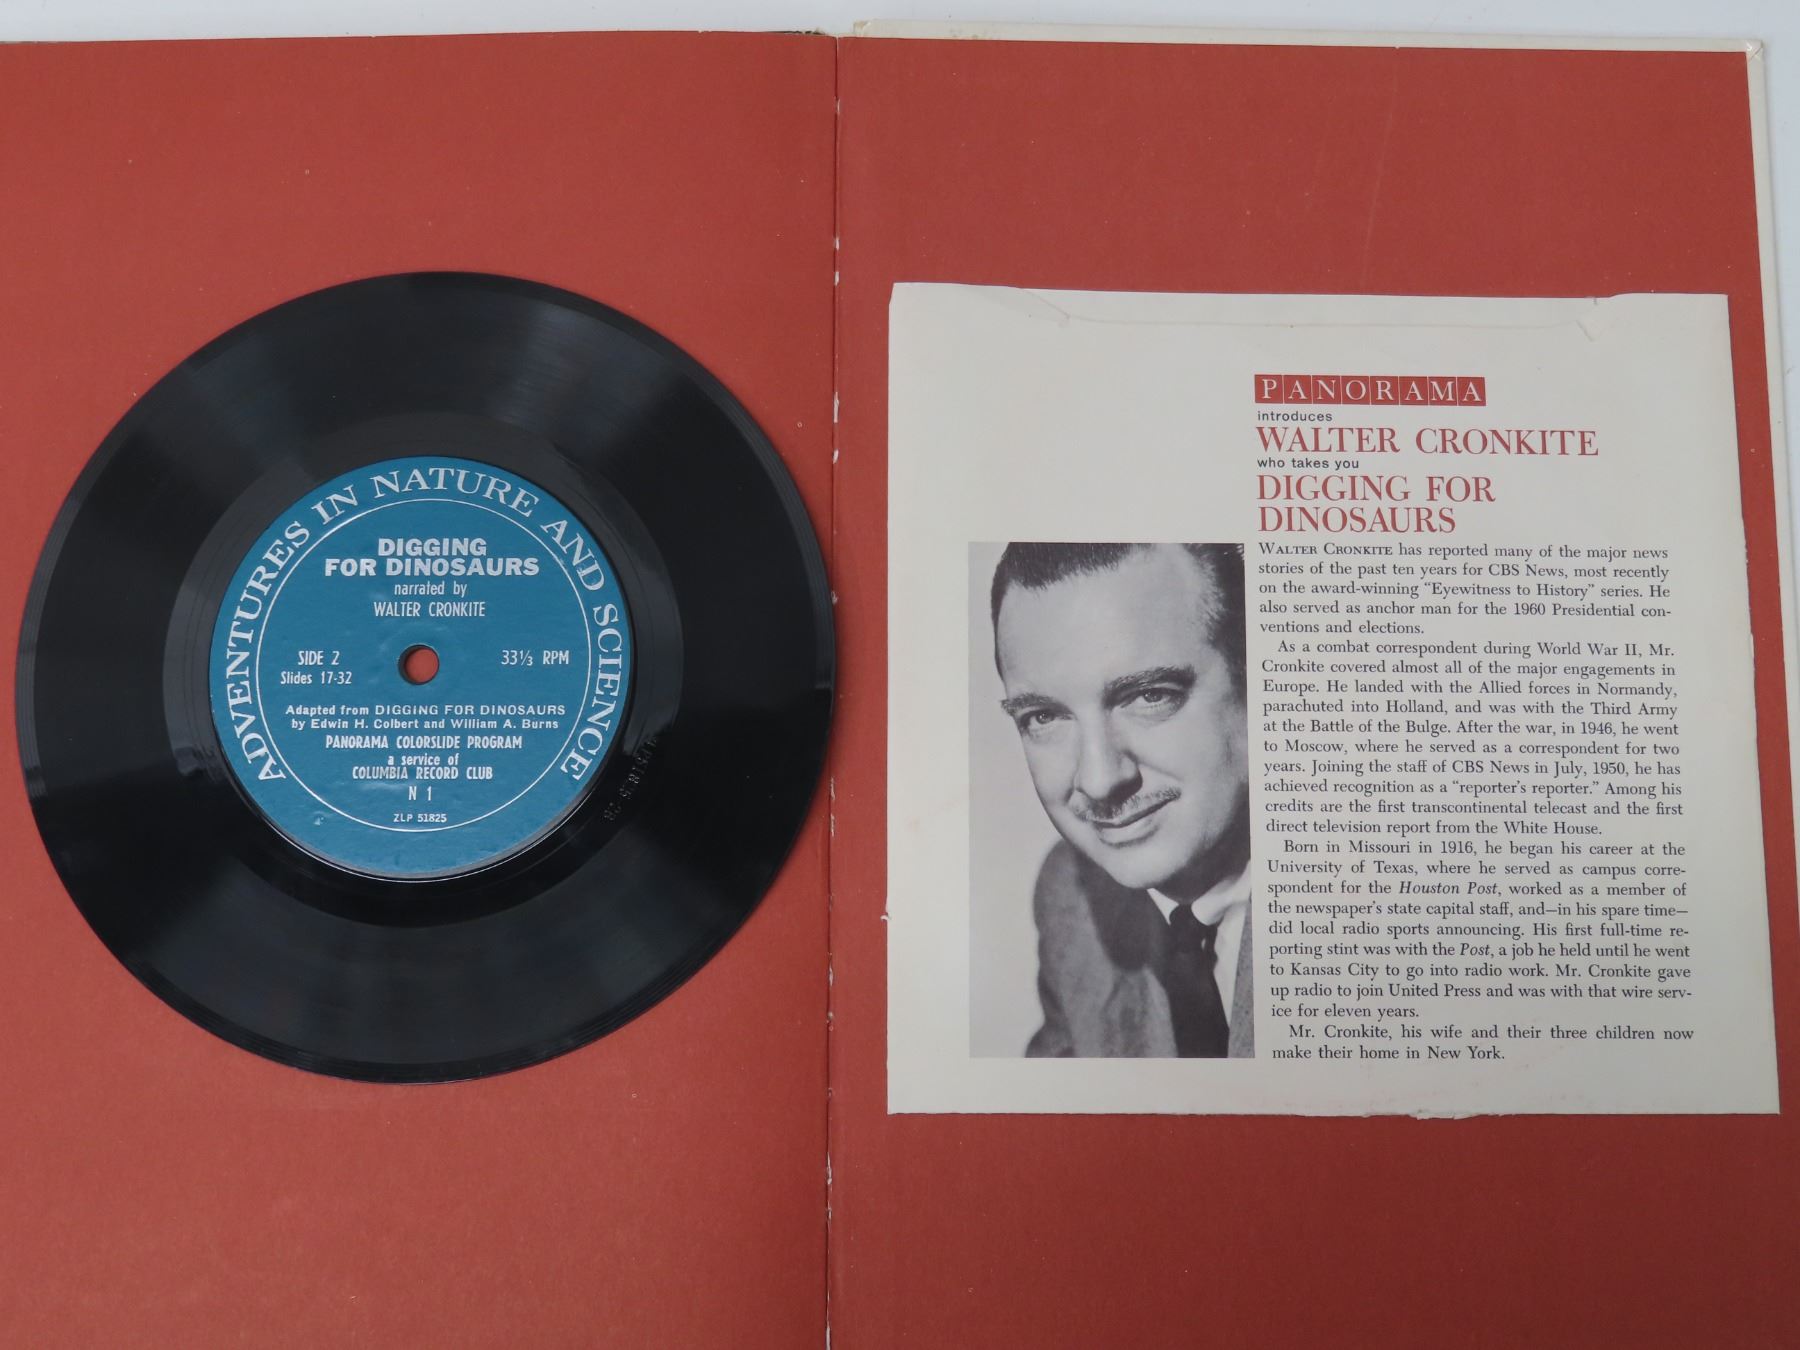 ADVENTURES IN NATURE AND SCIENCE
DIGGING
FOR DINOSAURS
narrated by
WALTER CRONKITE
SIDE 2
33⅓ RPM
Slides 17-32
Adapted from DIGGING FOR DINOSAURS
by Edwin H. Colbert and William A. Burns
PANORAMA COLORSLIDE PROGRAM
a service of
COLUMBIA RECORD CLUB
N 1
ZLP 51825
PANORAMA
introduces
WALTER CRONKITE
who takes you
DIGGING FOR
DINOSAURS
WALTER CRONKITE has reported many of the major news
stories of the past ten years for CBS News, most recently
on the award-winning “Eyewitness to History” series. He
also served as anchor man for the 1960 Presidential con-
ventions and elections.
As a combat correspondent during World War II, Mr.
Cronkite covered almost all of the major engagements in
Europe. He landed with the Allied forces in Normandy,
parachuted into Holland, and was with the Third Army
at the Battle of the Bulge. After the war, in 1946, he went
to Moscow, where he served as a correspondent for two
years. Joining the staff of CBS News in July, 1950, he has
achieved recognition as a “reporter’s reporter.” Among his
credits are the first transcontinental telecast and the first
direct television report from the White House.
Born in Missouri in 1916, he began his career at the
University of Texas, where he served as campus corre-
spondent for the Houston Post, worked as a member of
the newspaper’s state capital staff, and—in his spare time—
did local radio sports announcing. His first full-time re-
porting stint was with the Post, a job he held until he went
to Kansas City to go into radio work. Mr. Cronkite gave
up radio to join United Press and was with that wire serv-
ice for eleven years.
Mr. Cronkite, his wife and their three children now
make their home in New York.